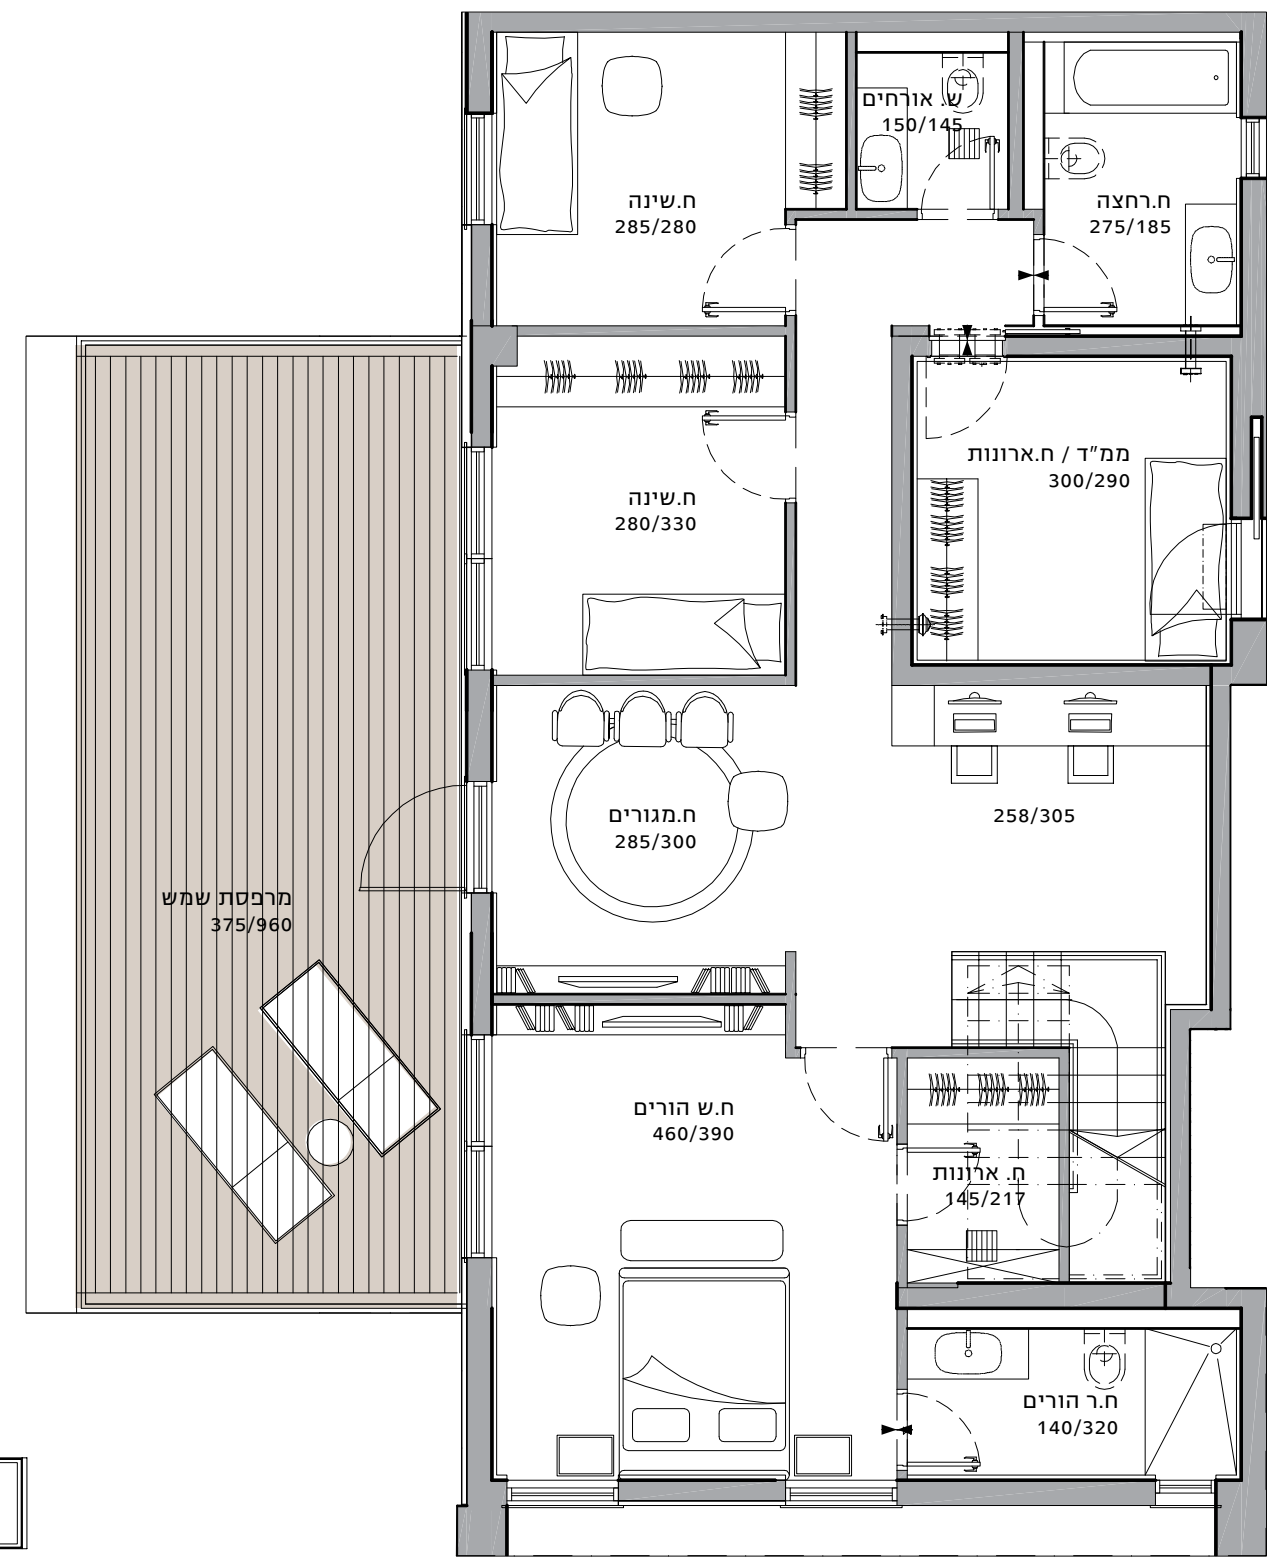 ש. אורחים
150/145
ח.שינה
285/280
ח.רחצה
275/185
ממ"ד / ח.ארונות
300/290
ח.שינה
280/330
ח.מגורים
285/300
258/305
מרפסת שמש
375/960
ח.ש הורים
460/390
ח. ארונות
145/217
ח.ר הורים
140/320